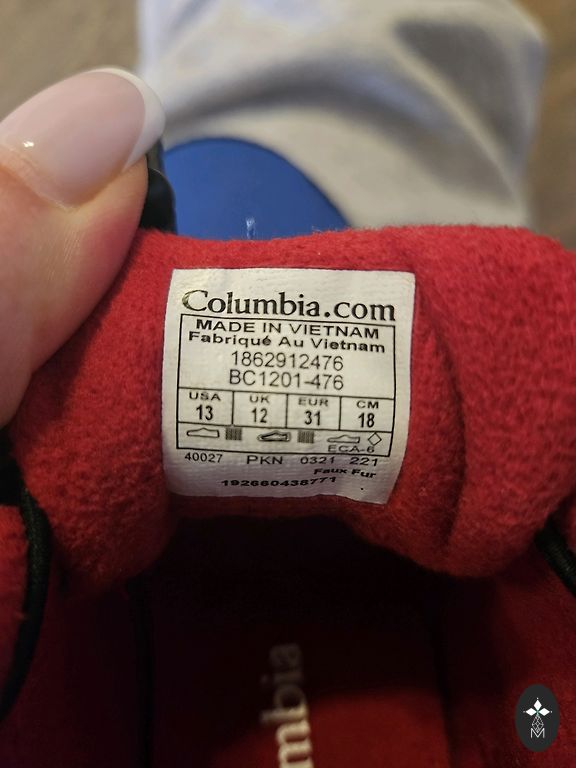 Columbia.com
MADE IN VIETNAM
Fabriqué Au Vietnam
1862912476
BC1201-476
USA UK EUR CM
13 12 31 18
ECA-6
40027 PKN 0321 221
Faux Fur
192660438771
mbia
M